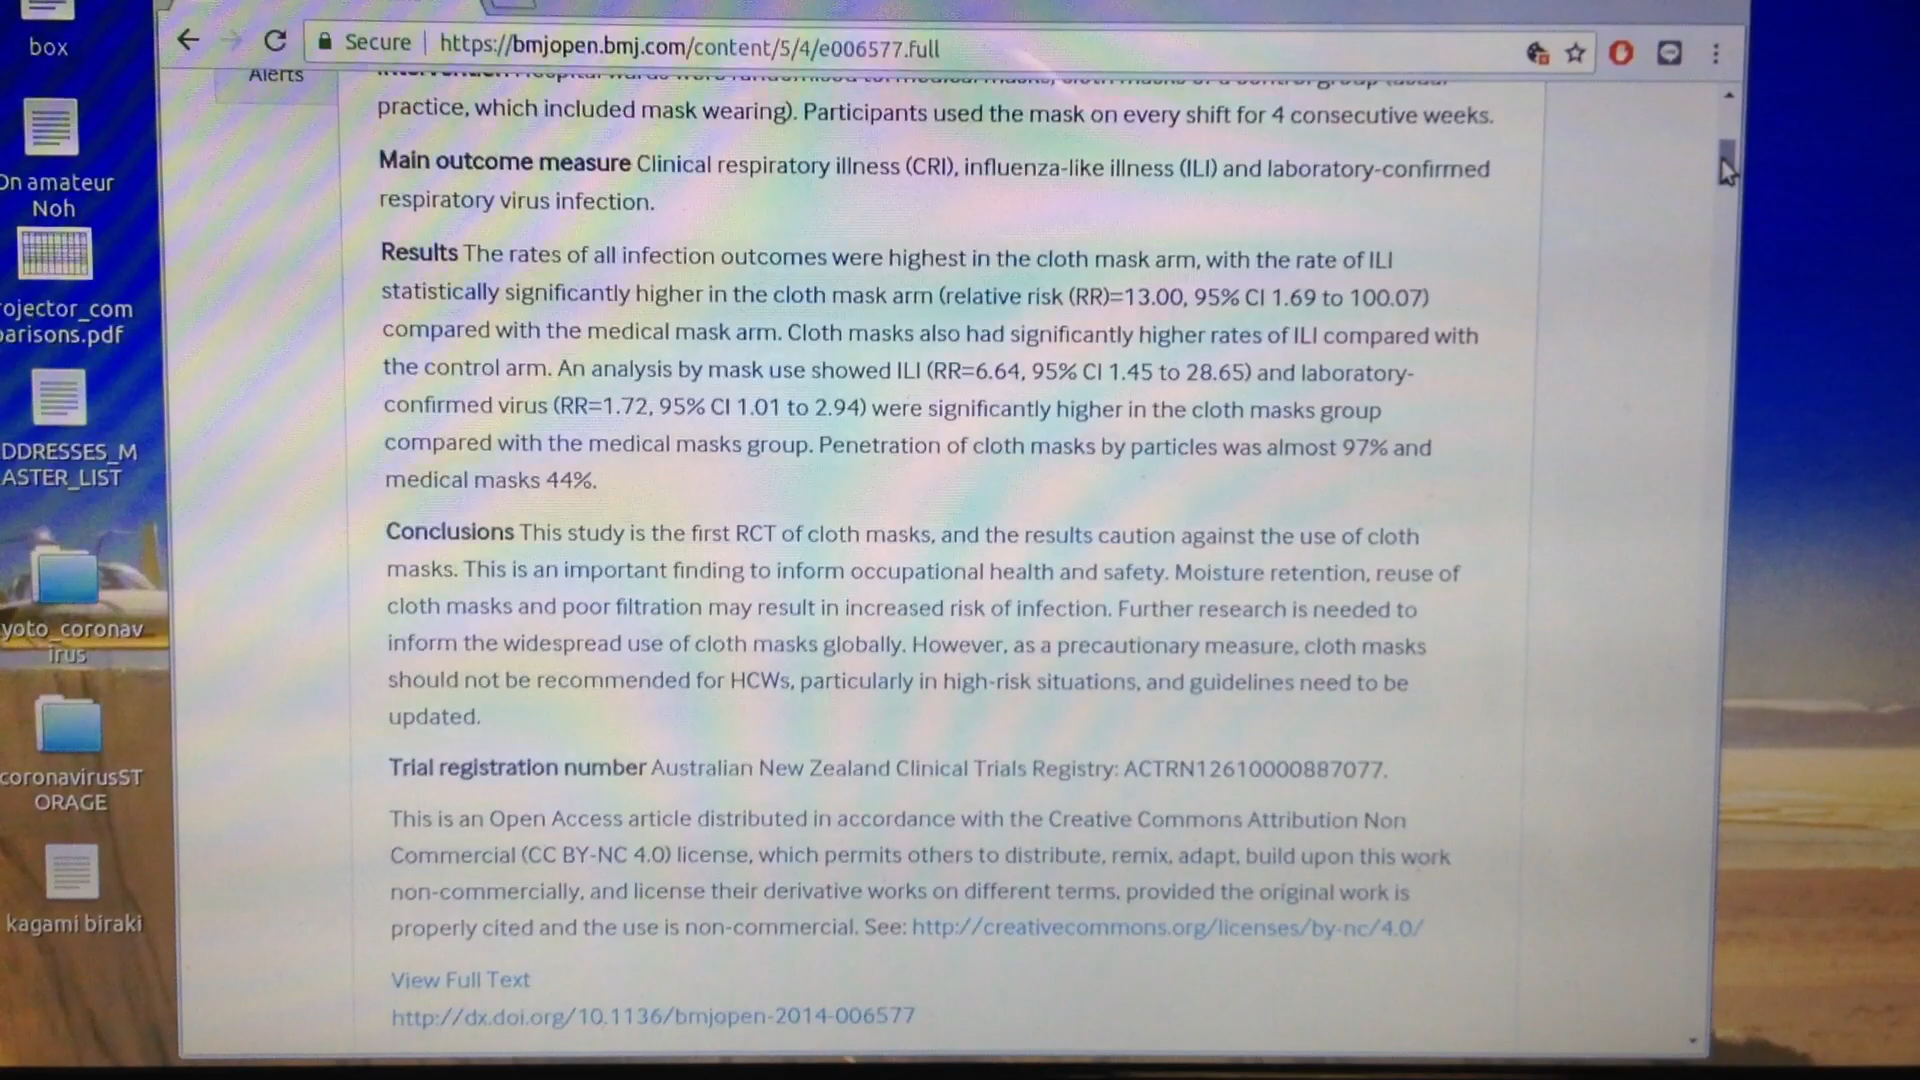 box
On amateur
Noh
rojector_com
parisons.pdf
DDRESSES_M
ASTER_LIST
yoto_coronav
irus
coronavirusST
ORAGE
kagami biraki
Secure
https://bmjopen.bmj.com/content/5/4/e006577.full
Alerts
practice, which included mask wearing). Participants used the mask on every shift for 4 consecutive weeks.
Main outcome measure Clinical respiratory illness (CRI), influenza-like illness (ILI) and laboratory-confirmed
respiratory virus infection.
Results The rates of all infection outcomes were highest in the cloth mask arm, with the rate of ILI
statistically significantly higher in the cloth mask arm (relative risk (RR)=13.00, 95% CI 1.69 to 100.07)
compared with the medical mask arm. Cloth masks also had significantly higher rates of ILI compared with
the control arm. An analysis by mask use showed ILI (RR=6.64, 95% CI 1.45 to 28.65) and laboratory-
confirmed virus (RR=1.72, 95% CI 1.01 to 2.94) were significantly higher in the cloth masks group
compared with the medical masks group. Penetration of cloth masks by particles was almost 97% and
medical masks 44%.
Conclusions This study is the first RCT of cloth masks, and the results caution against the use of cloth
masks. This is an important finding to inform occupational health and safety. Moisture retention, reuse of
cloth masks and poor filtration may result in increased risk of infection. Further research is needed to
inform the widespread use of cloth masks globally. However, as a precautionary measure, cloth masks
should not be recommended for HCWs, particularly in high-risk situations, and guidelines need to be
updated.
Trial registration number Australian New Zealand Clinical Trials Registry: ACTRN12610000887077.
This is an Open Access article distributed in accordance with the Creative Commons Attribution Non
Commercial (CC BY-NC 4.0) license, which permits others to distribute, remix, adapt, build upon this work
non-commercially, and license their derivative works on different terms, provided the original work is
properly cited and the use is non-commercial. See: http://creativecommons.org/licenses/by-nc/4.0/
View Full Text
http://dx.doi.org/10.1136/bmjopen-2014-006577